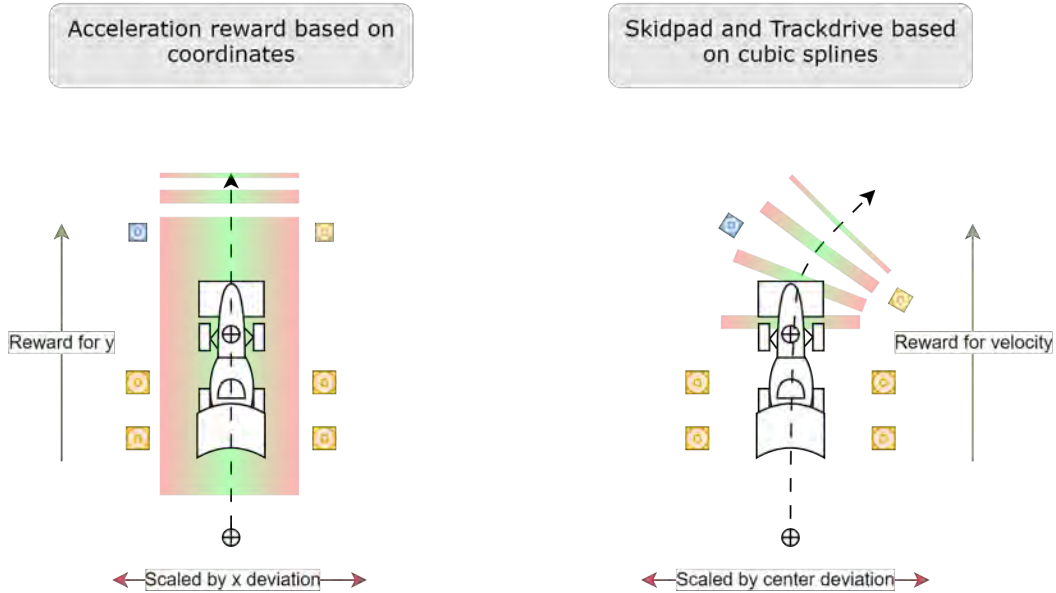 Acceleration reward based on
coordinates
Skidpad and Trackdrive based
on cubic splines
Reward for y
Reward for velocity
Scaled by x deviation
Scaled by center deviation